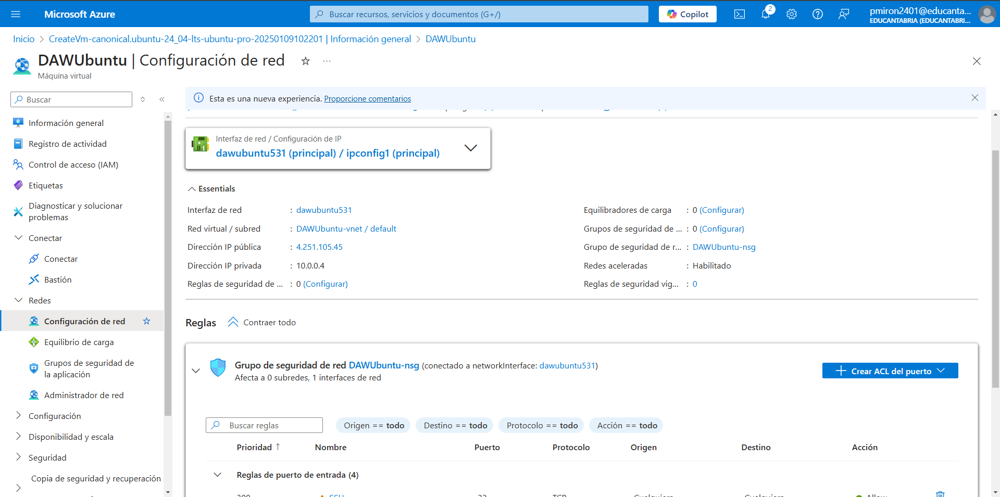 Microsoft Azure
Buscar recursos, servicios y documentos (G+/)
Copilot
2
pmiron2401@educanta...
EDUCANTABRIA (EDUCANTABRI...
Inicio > CreateVm-canonical.ubuntu-24_04-lts-ubuntu-pro-20250109102201 | Información general > DAWUbuntu
DAWUbuntu | Configuración de red
Máquina virtual
Buscar
Información general
Registro de actividad
Control de acceso (IAM)
Etiquetas
Diagnosticar y solucionar
problemas
Conectar
Conectar
Bastión
Redes
Configuración de red
Equilibrio de carga
Grupos de seguridad de
la aplicación
Administrador de red
Configuración
Disponibilidad y escala
Seguridad
Copia de seguridad y recuperación
Esta es una nueva experiencia. Proporcione comentarios
Interfaz de red / Configuración de IP
dawubuntu531 (principal) / ipconfig1 (principal)
Essentials
Interfaz de red : dawubuntu531
Red virtual / subred : DAWUbuntu-vnet / default
Dirección IP pública : 4.251.105.45
Dirección IP privada : 10.0.0.4
Reglas de seguridad de ... : 0 (Configurar)
Equilibradores de carga : 0 (Configurar)
Grupos de seguridad de ... : 0 (Configurar)
Grupo de seguridad de r... : DAWUbuntu-nsg
Redes aceleradas : Habilitado
Reglas de seguridad vig... : 0
Reglas Contraer todo
Grupo de seguridad de red DAWUbuntu-nsg (conectado a networkInterface: dawubuntu531)
Afecta a 0 subredes, 1 interfaces de red
Crear ACL del puerto
Buscar reglas
Origen == todo
Destino == todo
Protocolo == todo
Acción == todo
Prioridad ↑ Nombre Puerto Protocolo Origen Destino Acción
Reglas de puerto de entrada (4)
300 SSH 22 TCP Cualquiera Cualquiera Allow